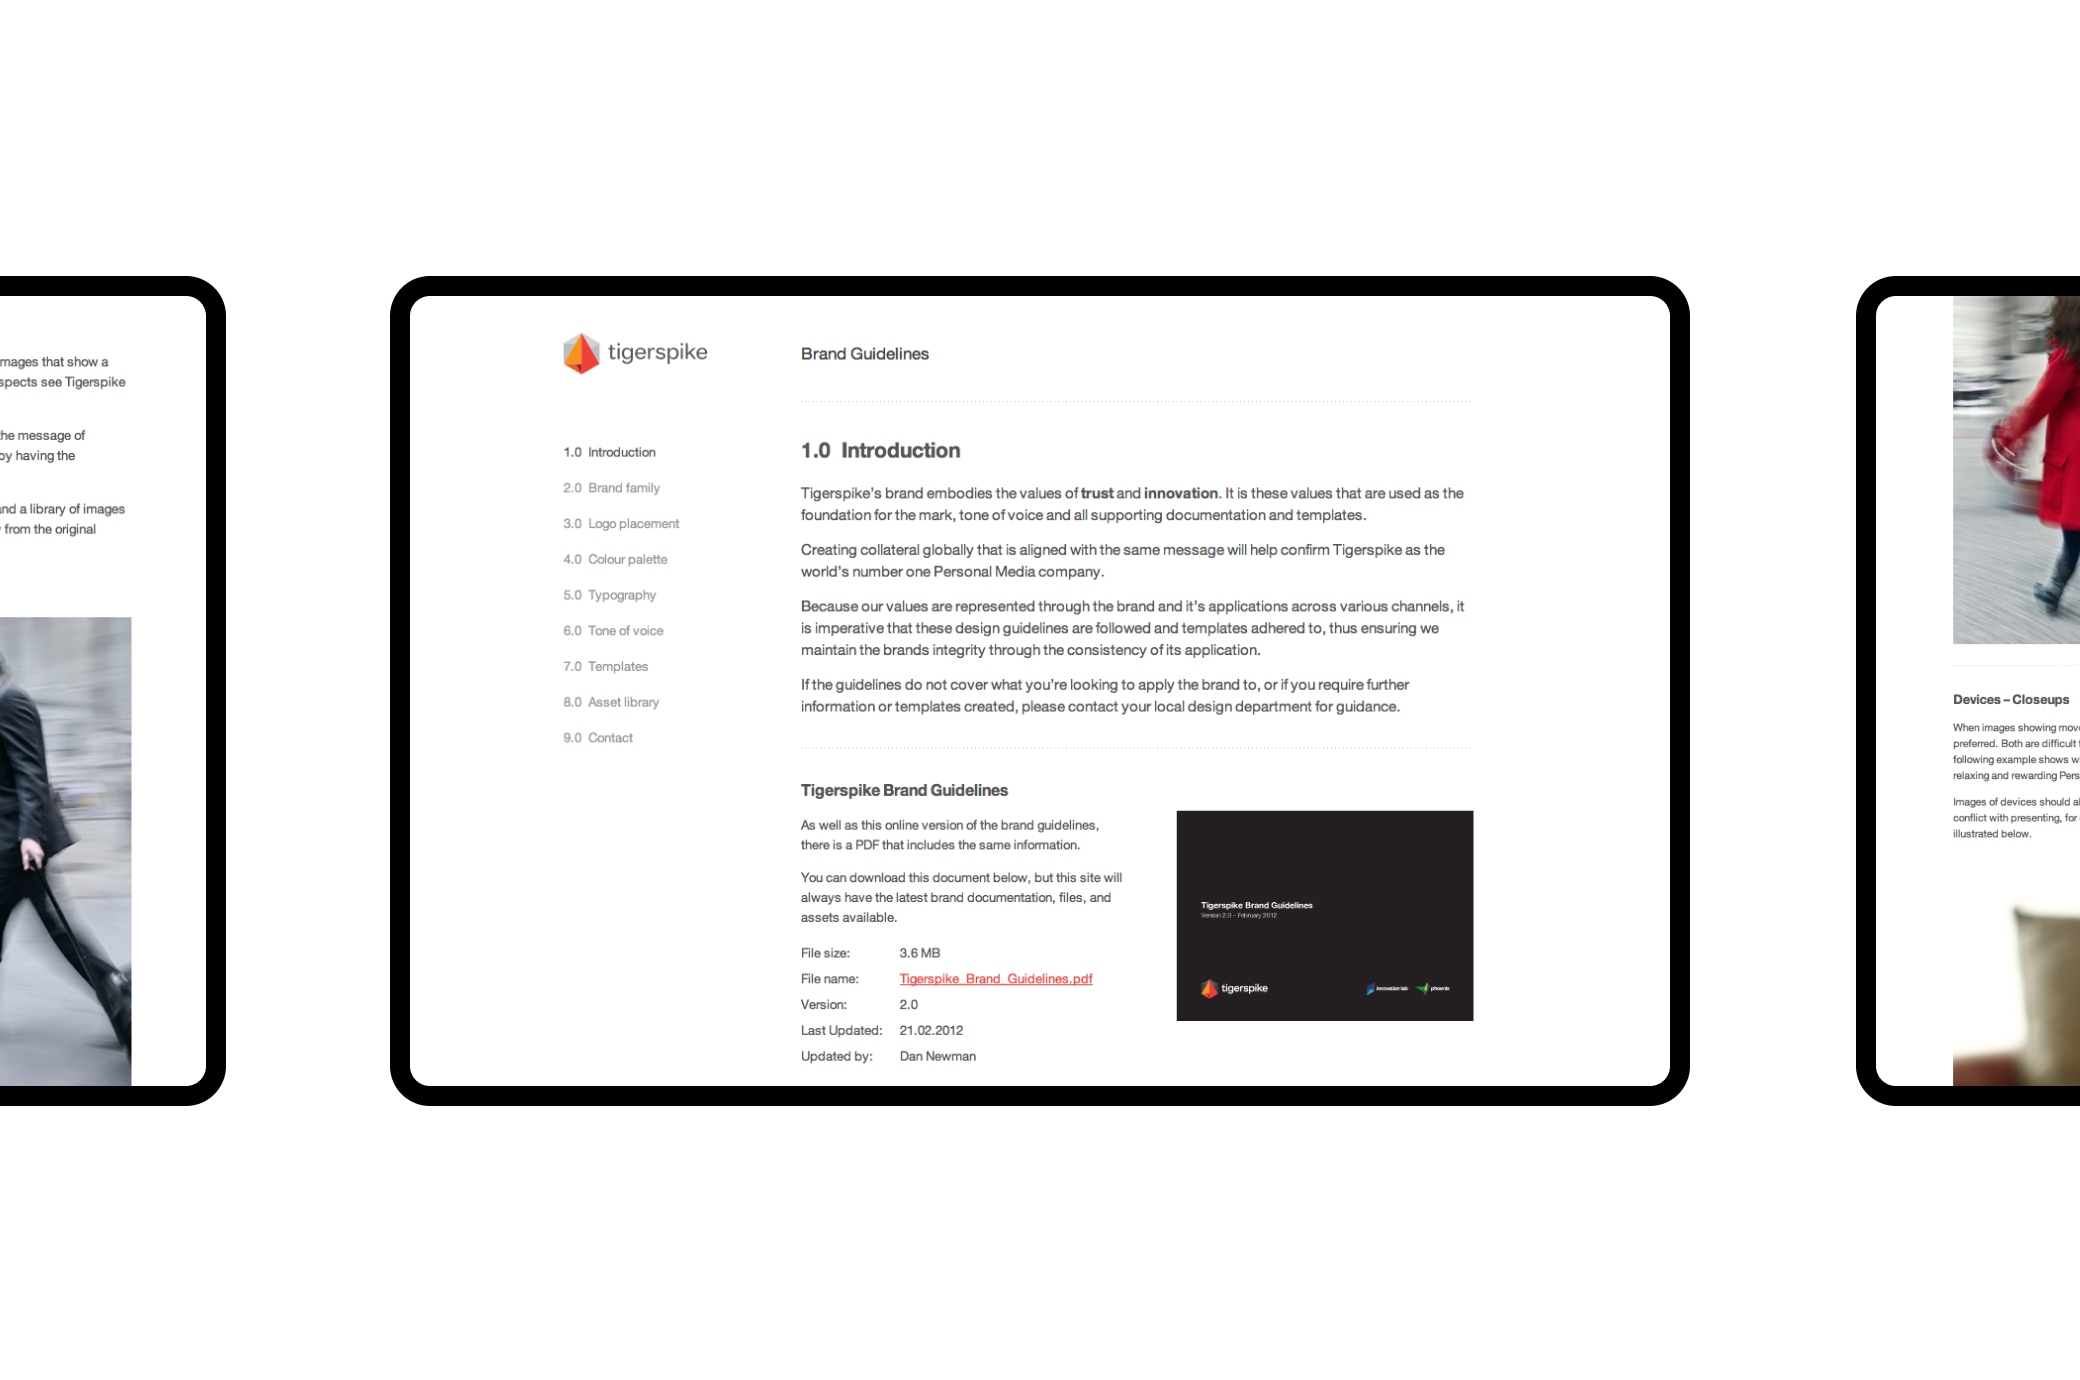 mages that show a
spects see Tigerspike
he message of
by having the
and a library of images
from the original
tigerspike
Brand Guidelines
1.0 Introduction
2.0 Brand family
3.0 Logo placement
4.0 Colour palette
5.0 Typography
6.0 Tone of voice
7.0 Templates
8.0 Asset library
9.0 Contact
1.0 Introduction
Tigerspike's brand embodies the values of trust and innovation. It is these values that are used as the
foundation for the mark, tone of voice and all supporting documentation and templates.
Creating collateral globally that is aligned with the same message will help confirm Tigerspike as the
world's number one Personal Media company.
Because our values are represented through the brand and it's applications across various channels, it
is imperative that these design guidelines are followed and templates adhered to, thus ensuring we
maintain the brands integrity through the consistency of its application.
If the guidelines do not cover what you're looking to apply the brand to, or if you require further
information or templates created, please contact your local design department for guidance.
Tigerspike Brand Guidelines
As well as this online version of the brand guidelines,
there is a PDF that includes the same information.
You can download this document below, but this site will
always have the latest brand documentation, files, and
assets available.
File size: 3.6 MB
File name: Tigerspike_Brand_Guidelines.pdf
Version: 2.0
Last Updated: 21.02.2012
Updated by: Dan Newman
Tigerspike Brand Guidelines
Version 2.0 – February 2012
tigerspike
innovation lab
phoenix
Devices – Closeups
When images showing move
preferred. Both are difficult t
following example shows w
relaxing and rewarding Pers
Images of devices should al
conflict with presenting, for
illustrated below.